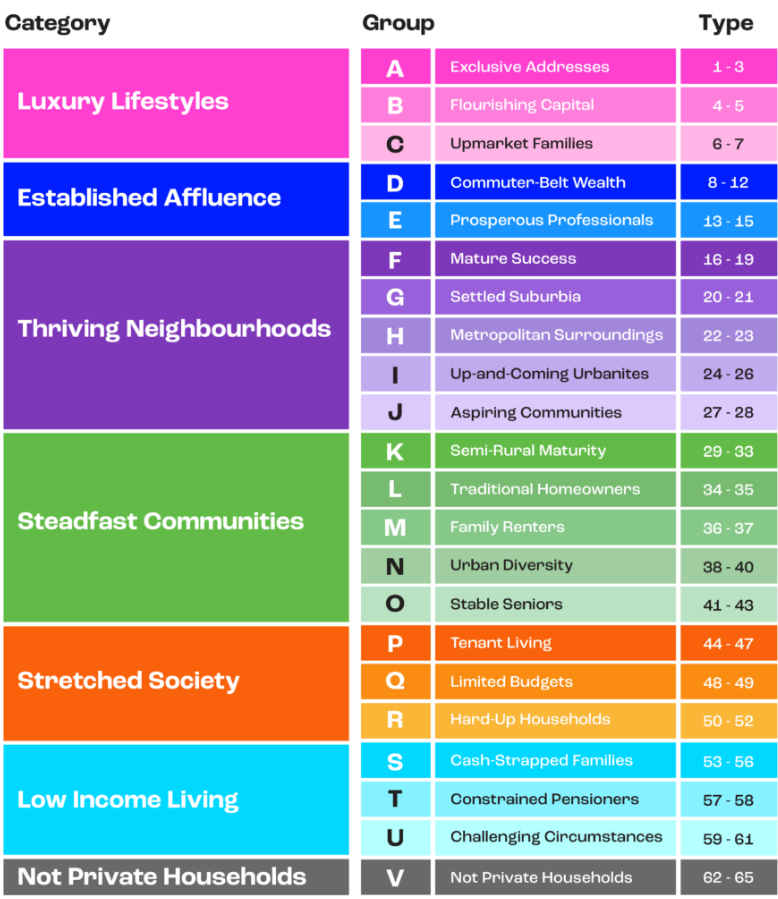 Category Group Type
Luxury Lifestyles
A Exclusive Addresses 1 - 3
B Flourishing Capital 4 - 5
C Upmarket Families 6 - 7
Established Affluence
D Commuter-Belt Wealth 8 - 12
E Prosperous Professionals 13 - 15
Thriving Neighbourhoods
F Mature Success 16 - 19
G Settled Suburbia 20 - 21
H Metropolitan Surroundings 22 - 23
I Up-and-Coming Urbanites 24 - 26
J Aspiring Communities 27 - 28
Steadfast Communities
K Semi-Rural Maturity 29 - 33
L Traditional Homeowners 34 - 35
M Family Renters 36 - 37
N Urban Diversity 38 - 40
O Stable Seniors 41 - 43
Stretched Society
P Tenant Living 44 - 47
Q Limited Budgets 48 - 49
R Hard-Up Households 50 - 52
Low Income Living
S Cash-Strapped Families 53 - 56
T Constrained Pensioners 57 - 58
U Challenging Circumstances 59 - 61
Not Private Households
V Not Private Households 62 - 65